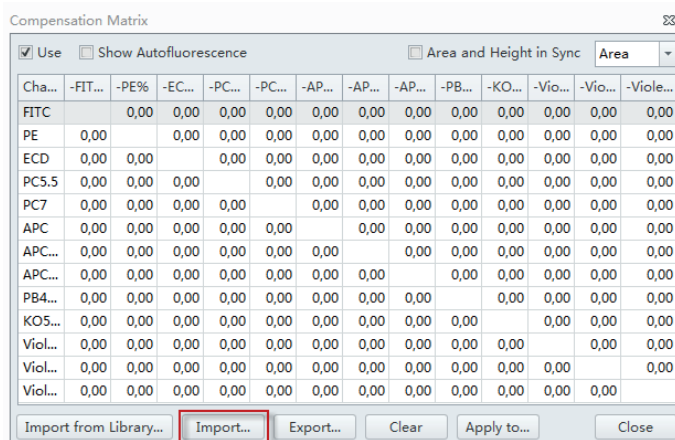 Compensation Matrix
Use Show Autofluorescence Area and Height in Sync Area
Cha... -FIT... -PE% -EC... -PC... -PC... -AP... -AP... -AP... -PB... -KO... -Vio... -Vio... -Viole...
FITC 0,00 0,00 0,00 0,00 0,00 0,00 0,00 0,00 0,00 0,00 0,00 0,00
PE 0,00 0,00 0,00 0,00 0,00 0,00 0,00 0,00 0,00 0,00 0,00 0,00
ECD 0,00 0,00 0,00 0,00 0,00 0,00 0,00 0,00 0,00 0,00 0,00 0,00
PC5.5 0,00 0,00 0,00 0,00 0,00 0,00 0,00 0,00 0,00 0,00 0,00 0,00
PC7 0,00 0,00 0,00 0,00 0,00 0,00 0,00 0,00 0,00 0,00 0,00 0,00
APC 0,00 0,00 0,00 0,00 0,00 0,00 0,00 0,00 0,00 0,00 0,00 0,00
APC... 0,00 0,00 0,00 0,00 0,00 0,00 0,00 0,00 0,00 0,00 0,00 0,00
APC... 0,00 0,00 0,00 0,00 0,00 0,00 0,00 0,00 0,00 0,00 0,00 0,00
PB4... 0,00 0,00 0,00 0,00 0,00 0,00 0,00 0,00 0,00 0,00 0,00 0,00
KO5... 0,00 0,00 0,00 0,00 0,00 0,00 0,00 0,00 0,00 0,00 0,00 0,00
Viol... 0,00 0,00 0,00 0,00 0,00 0,00 0,00 0,00 0,00 0,00 0,00 0,00
Viol... 0,00 0,00 0,00 0,00 0,00 0,00 0,00 0,00 0,00 0,00 0,00 0,00
Viol... 0,00 0,00 0,00 0,00 0,00 0,00 0,00 0,00 0,00 0,00 0,00 0,00
Import from Library... Import... Export... Clear Apply to... Close